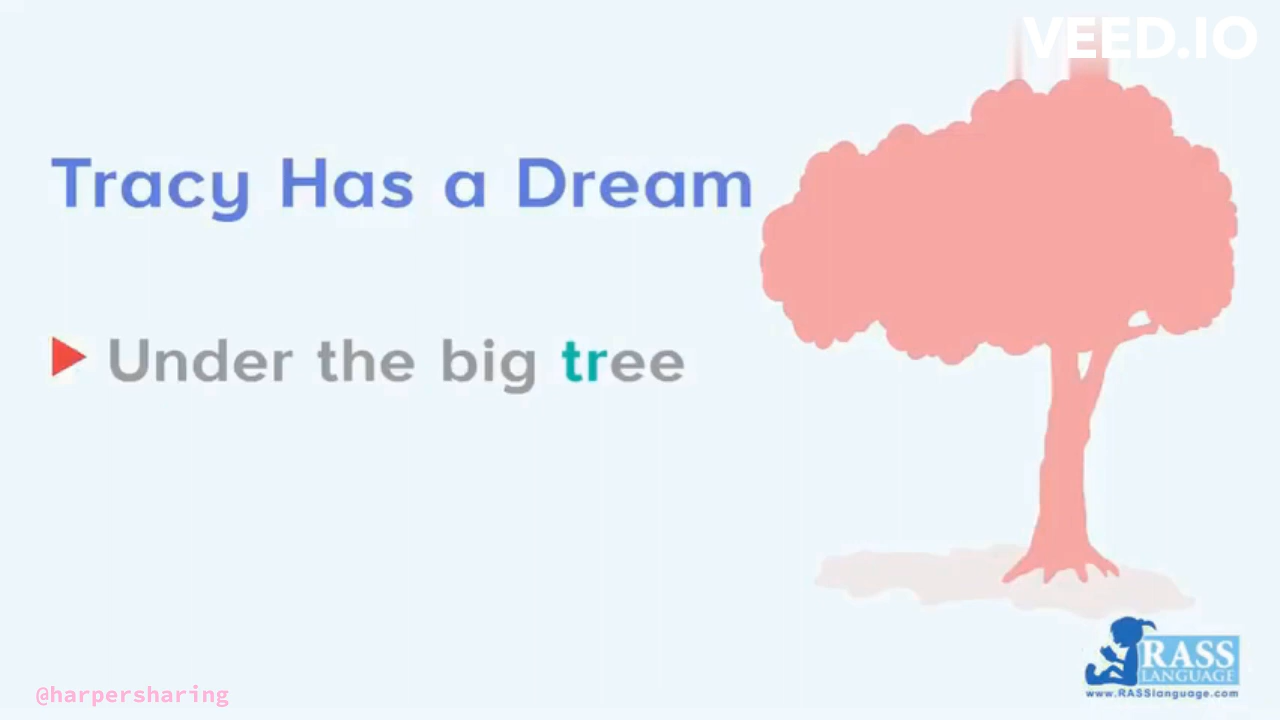 VEED.IO
Tracy Has a Dream
Under the big tree
RASS
LANGUAGE
www.RASSlanguage.com
@harpersharing